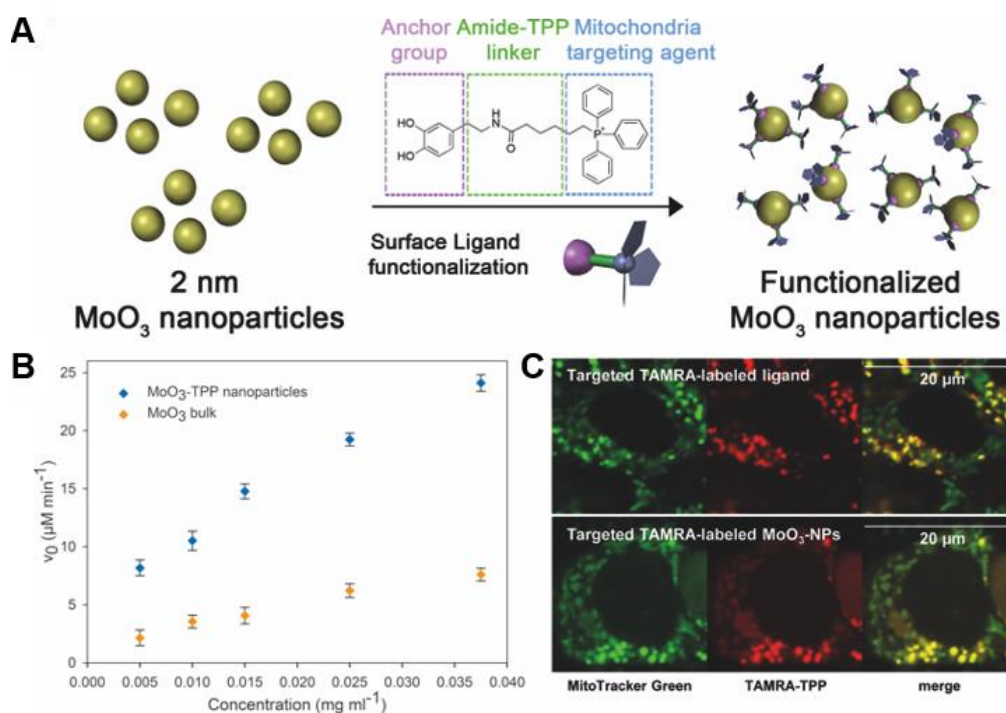 A
Anchor group
Amide-TPP linker
Mitochondria targeting agent
HO
HO
H
N
O
P+
Surface Ligand
functionalization
2 nm
MoO3 nanoparticles
Functionalized
MoO3 nanoparticles
B
25
20
15
10
5
0
v0 (µM min-1)
MoO3-TPP nanoparticles
MoO3 bulk
0.000 0.005 0.010 0.015 0.020 0.025 0.030 0.035 0.040
Concentration (mg ml-1)
C
Targeted TAMRA-labeled ligand
20 µm
Targeted TAMRA-labeled MoO3-NPs
20 µm
MitoTracker Green
TAMRA-TPP
merge